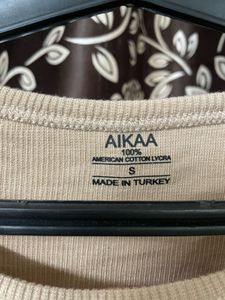 AIKAA
100%
AMERICAN COTTON LYCRA
S
MADE IN TURKEY